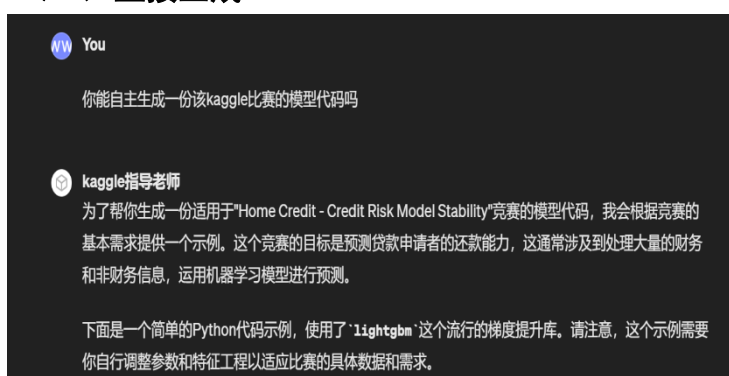 WW You
你能自主生成一份该kaggle比赛的模型代码吗
kaggle指导老师
为了帮你生成一份适用于"Home Credit - Credit Risk Model Stability"竞赛的模型代码，我会根据竞赛的
基本需求提供一个示例。这个竞赛的目标是预测贷款申请者的还款能力，这通常涉及到处理大量的财务
和非财务信息，运用机器学习模型进行预测。
下面是一个简单的Python代码示例，使用了`lightgbm`这个流行的梯度提升库。请注意，这个示例需要
你自行调整参数和特征工程以适应比赛的具体数据和需求。